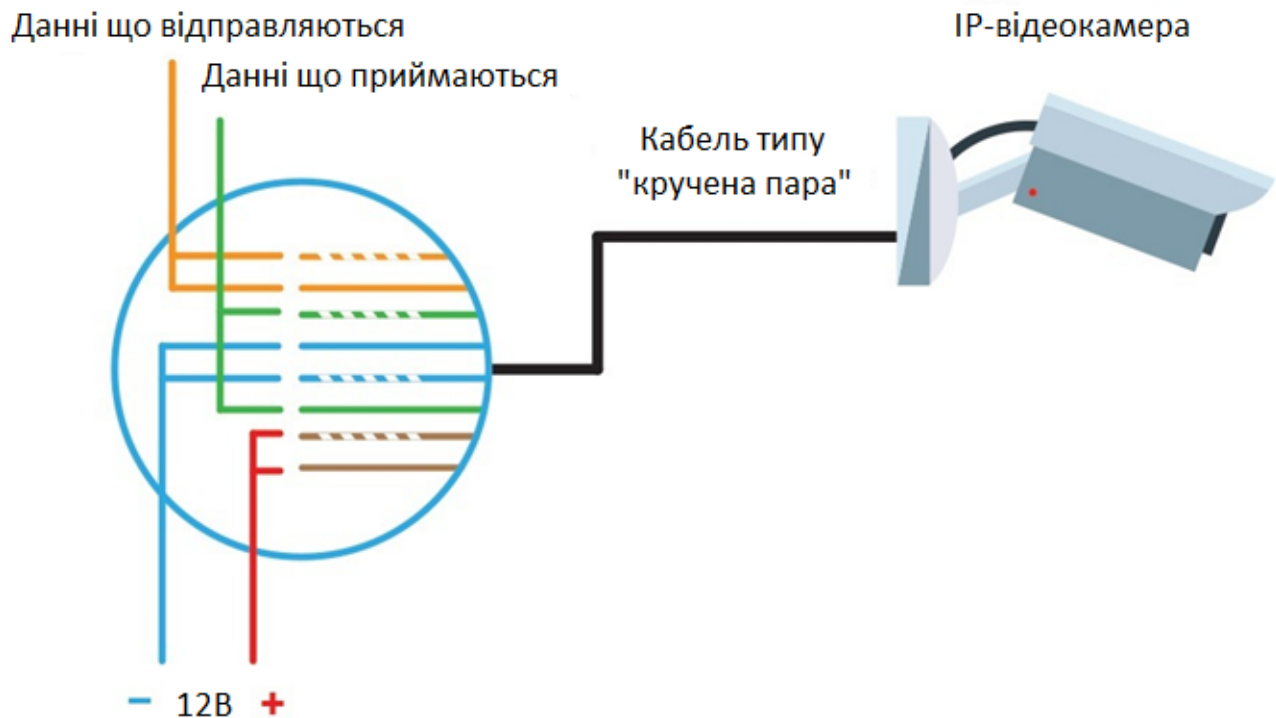 Данні що відправляються
IP-відеокамера
Данні що приймаються
Кабель типу
"кручена пара"
− 12В +